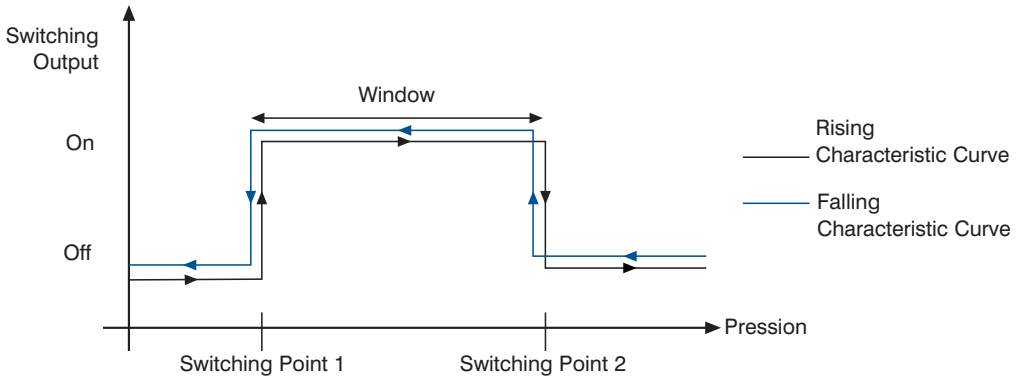 Switching
Output
Window
On
Rising
Characteristic Curve
Falling
Characteristic Curve
Off
Pression
Switching Point 1
Switching Point 2